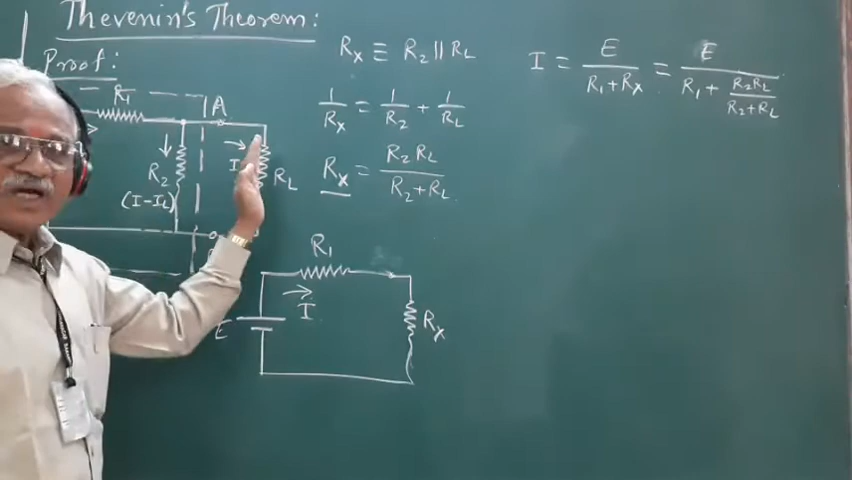 Thevenin's Theorem:
Proof:
R₁
A
R₂
(I-I_L)
R_L
R_X ≡ R₂ || R_L
1/R_X = 1/R₂ + 1/R_L
R_X = R₂R_L / (R₂+R_L)
I = E / (R₁+R_X) = E / (R₁ + R₂R_L / (R₂+R_L))
R₁
I
E
R_X